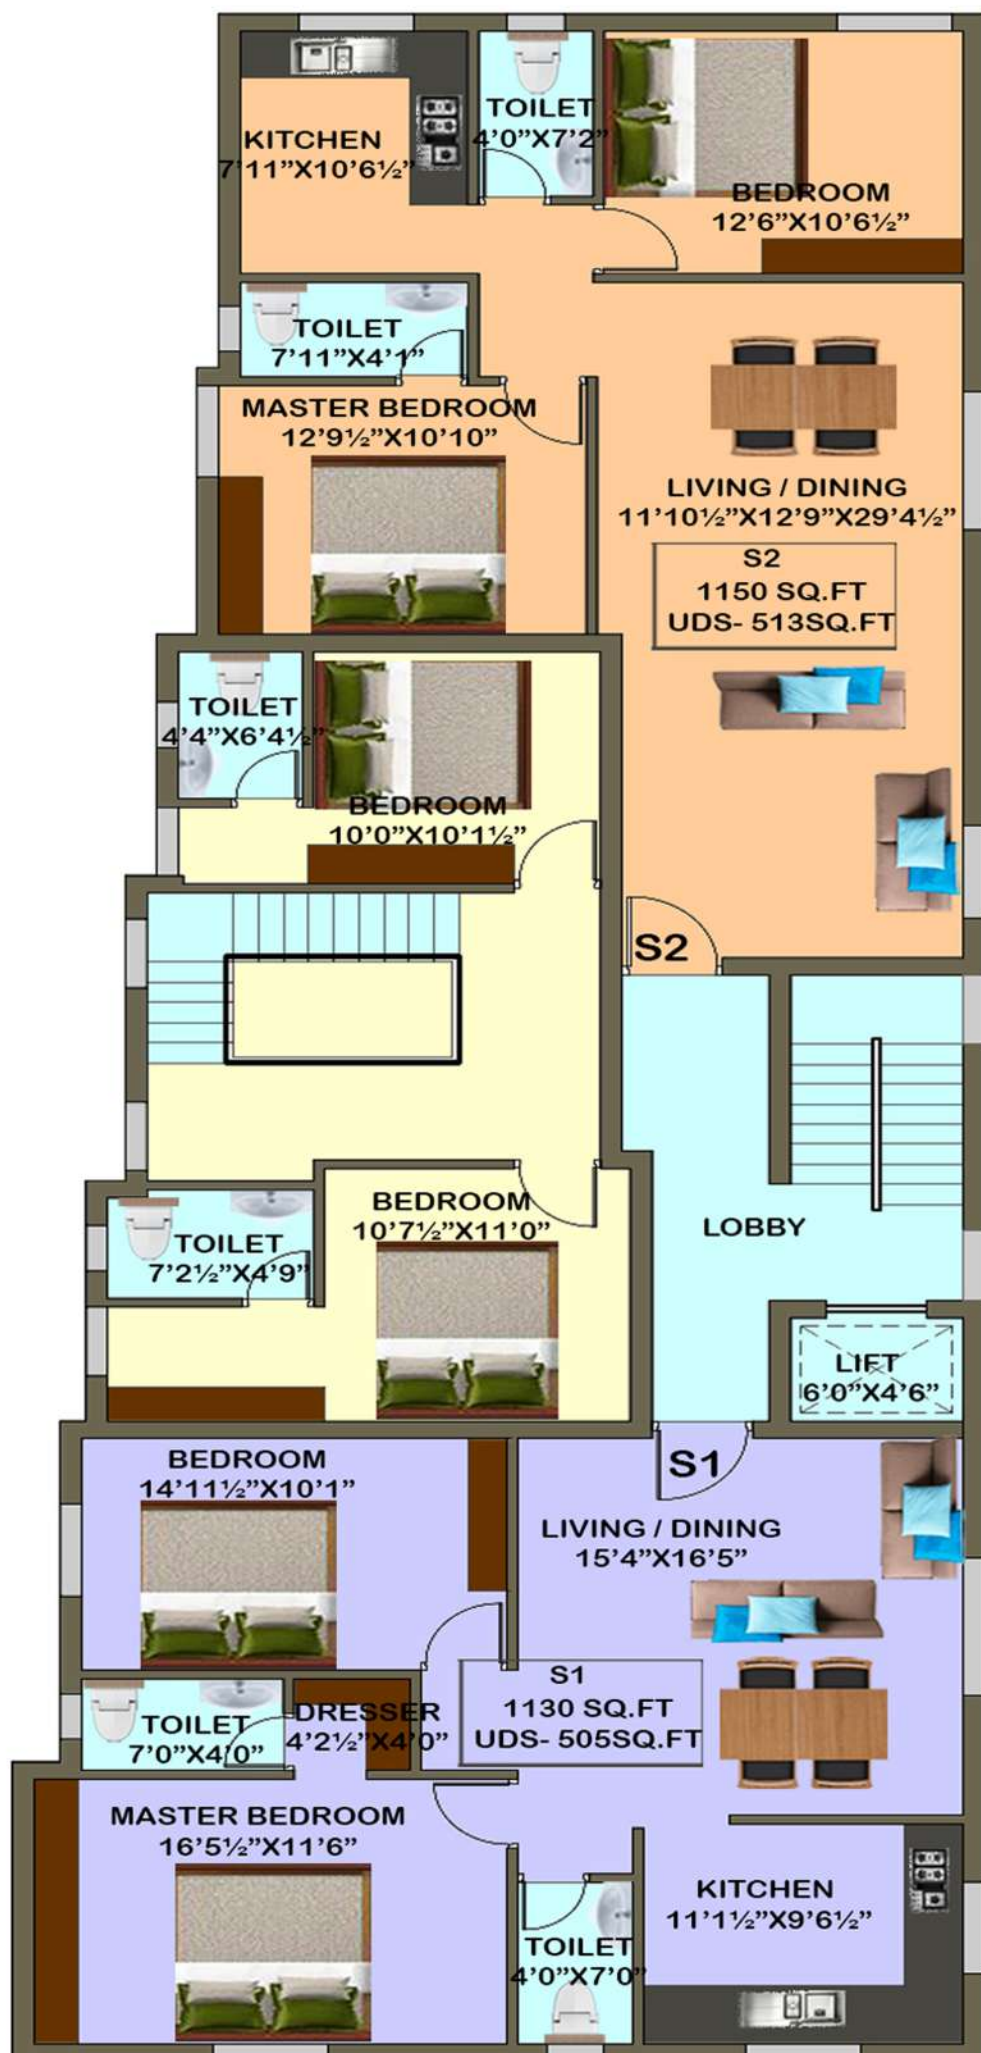 TOILET
4'0"X7'2"
KITCHEN
7'11"X10'6½"
BEDROOM
12'6"X10'6½"
TOILET
7'11"X4'1"
MASTER BEDROOM
12'9½"X10'10"
LIVING / DINING
11'10½"X12'9"X29'4½"
S2
1150 SQ.FT
UDS- 513SQ.FT
TOILET
4'4"X6'4½"
BEDROOM
10'0"X10'1½"
S2
BEDROOM
10'7½"X11'0"
TOILET
7'2½"X4'9"
LOBBY
LIFT
6'0"X4'6"
BEDROOM
14'11½"X10'1"
S1
LIVING / DINING
15'4"X16'5"
S1
1130 SQ.FT
UDS- 505SQ.FT
TOILET
7'0"X4'0"
DRESSER
4'2½"X4'0"
MASTER BEDROOM
16'5½"X11'6"
KITCHEN
11'1½"X9'6½"
TOILET
4'0"X7'0"